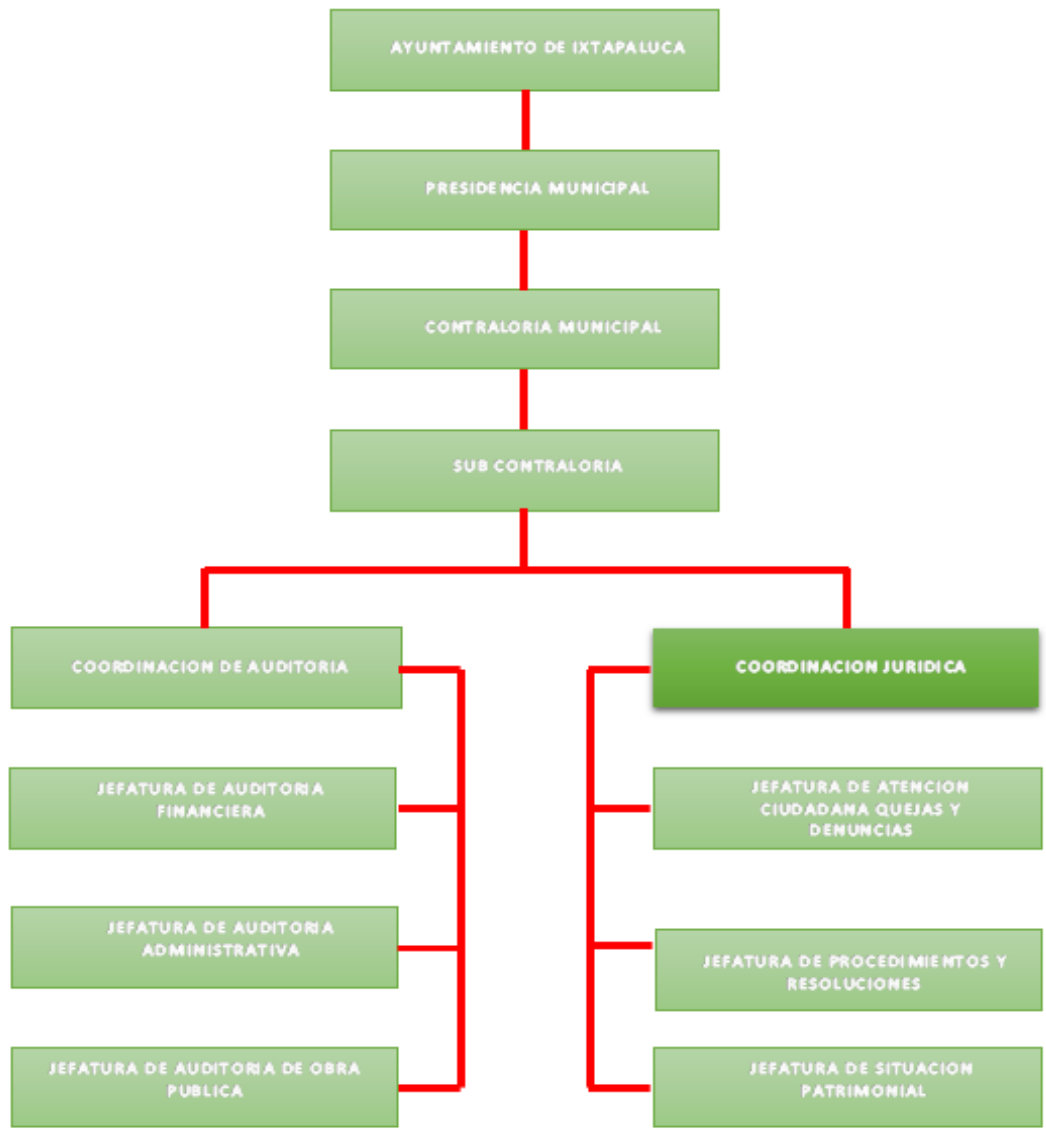 AYUNTAMIENTO DE IXTAPALUCA
PRESIDENCIA MUNICIPAL
CONTRALORIA MUNICIPAL
SUB CONTRALORIA
COORDINACION DE AUDITORIA
JEFATURA DE AUDITORIA
FINANCIERA
JEFATURA DE AUDITORIA
ADMINISTRATIVA
JEFATURA DE AUDITORIA DE OBRA
PUBLICA
COORDINACION JURIDICA
JEFATURA DE ATENCION
CIUDADANA QUEJAS Y
DENUNCIAS
JEFATURA DE PROCEDIMIENTOS Y
RESOLUCIONES
JEFATURA DE SITUACION
PATRIMONIAL